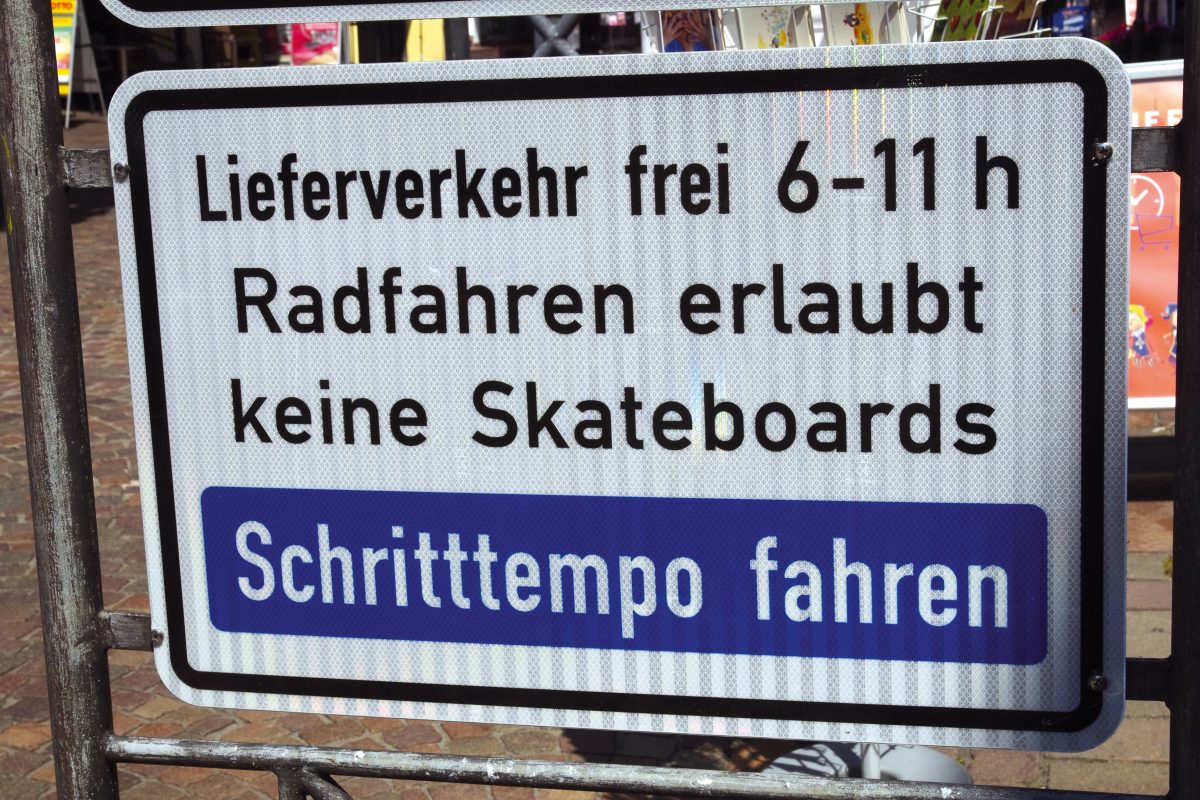 Lieferverkehr frei 6-11 h
Radfahren erlaubt
keine Skateboards
Schritttempo fahren